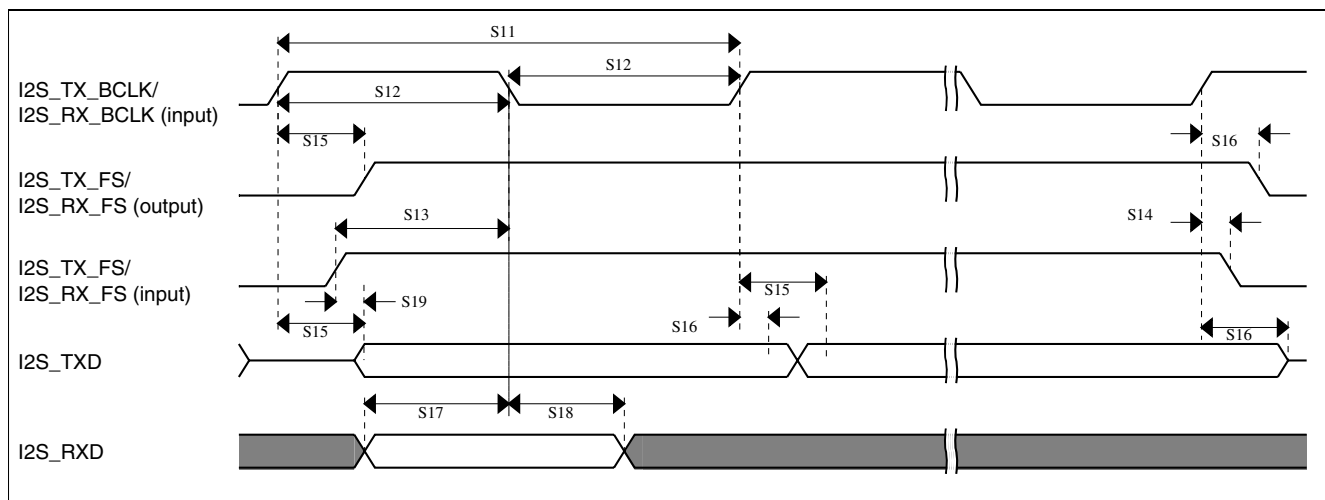 S11
S12
I2S_TX_BCLK/
I2S_RX_BCLK (input)
S12
S15
S16
I2S_TX_FS/
I2S_RX_FS (output)
S13
S14
I2S_TX_FS/
I2S_RX_FS (input)
S15
S19
S16
S15
S16
I2S_TXD
S17
S18
I2S_RXD